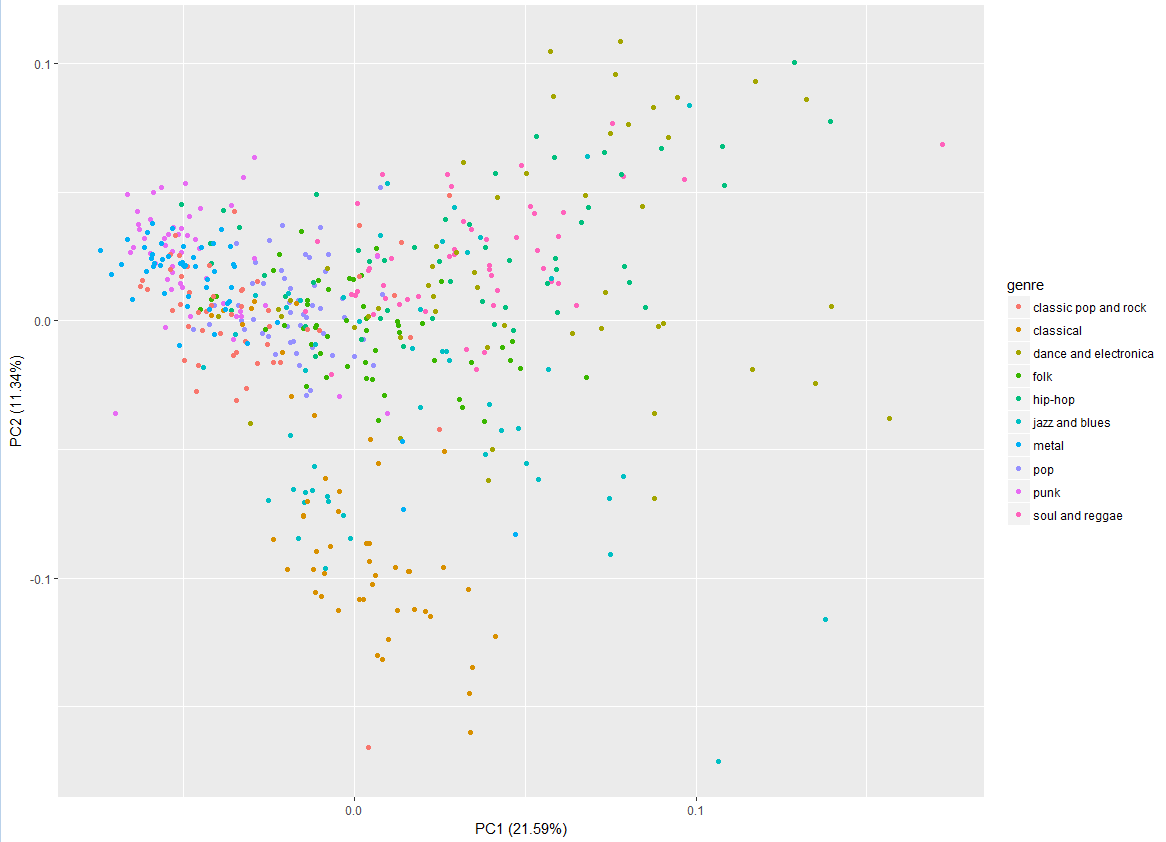 0.1
0.0
-0.1
PC2 (11.34%)
0.0
0.1
PC1 (21.59%)
genre
classic pop and rock
classical
dance and electronica
folk
hip-hop
jazz and blues
metal
pop
punk
soul and reggae